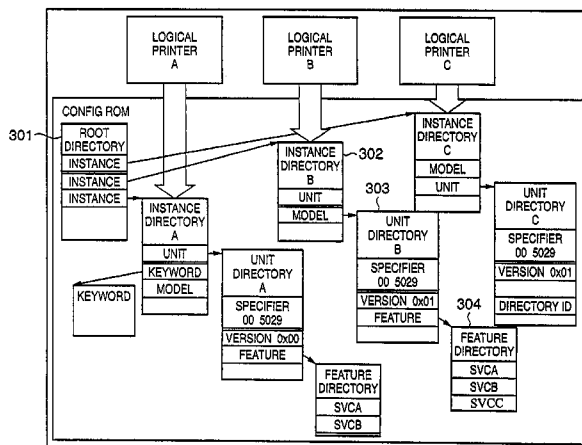 LOGICAL
PRINTER
A
LOGICAL
PRINTER
B
LOGICAL
PRINTER
C
CONFIG ROM
301
ROOT
DIRECTORY
INSTANCE
INSTANCE
INSTANCE
INSTANCE
DIRECTORY
A
UNIT
KEYWORD
MODEL
KEYWORD
UNIT
DIRECTORY
A
SPECIFIER
00 5029
VERSION 0x00
FEATURE
FEATURE
DIRECTORY
SVCA
SVCB
302
INSTANCE
DIRECTORY
B
UNIT
MODEL
303
UNIT
DIRECTORY
B
SPECIFIER
00 5029
VERSION 0x01
FEATURE
304
FEATURE
DIRECTORY
SVCA
SVCB
SVCC
INSTANCE
DIRECTORY
C
MODEL
UNIT
UNIT
DIRECTORY
C
SPECIFIER
00 5029
VERSION 0x01
DIRECTORY ID